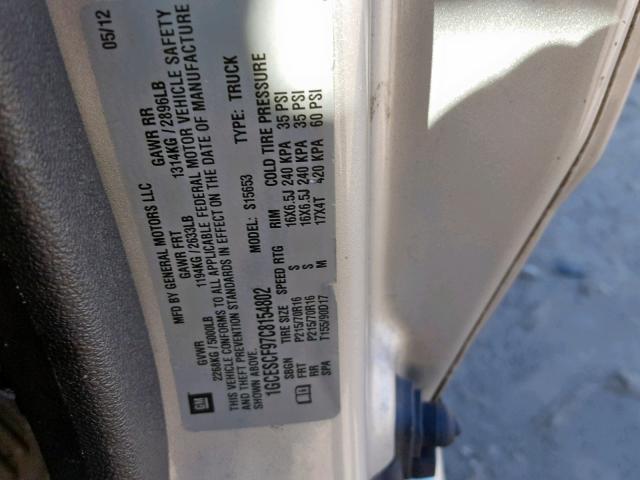 GM
MFD BY GENERAL MOTORS LLC 05/12
GVWR GAWR FRT GAWR RR
2268KG/5000LB 1194KG/2633LB 1314KG/2896LB
THIS VEHICLE CONFORMS TO ALL APPLICABLE FEDERAL MOTOR VEHICLE SAFETY
AND THEFT PREVENTION STANDARDS IN EFFECT ON THE DATE OF MANUFACTURE
SHOWN ABOVE.
1GCESCF97C8154802 MODEL: S15653 TYPE: TRUCK
SBGN TIRE SIZE SPEED RTG RIM COLD TIRE PRESSURE
FRT P215/70R16 S 16X6.5J 240 KPA 35 PSI
RR P215/70R16 S 16X6.5J 240 KPA 35 PSI
SPA T155/90D17 M 17X4T 420 KPA 60 PSI